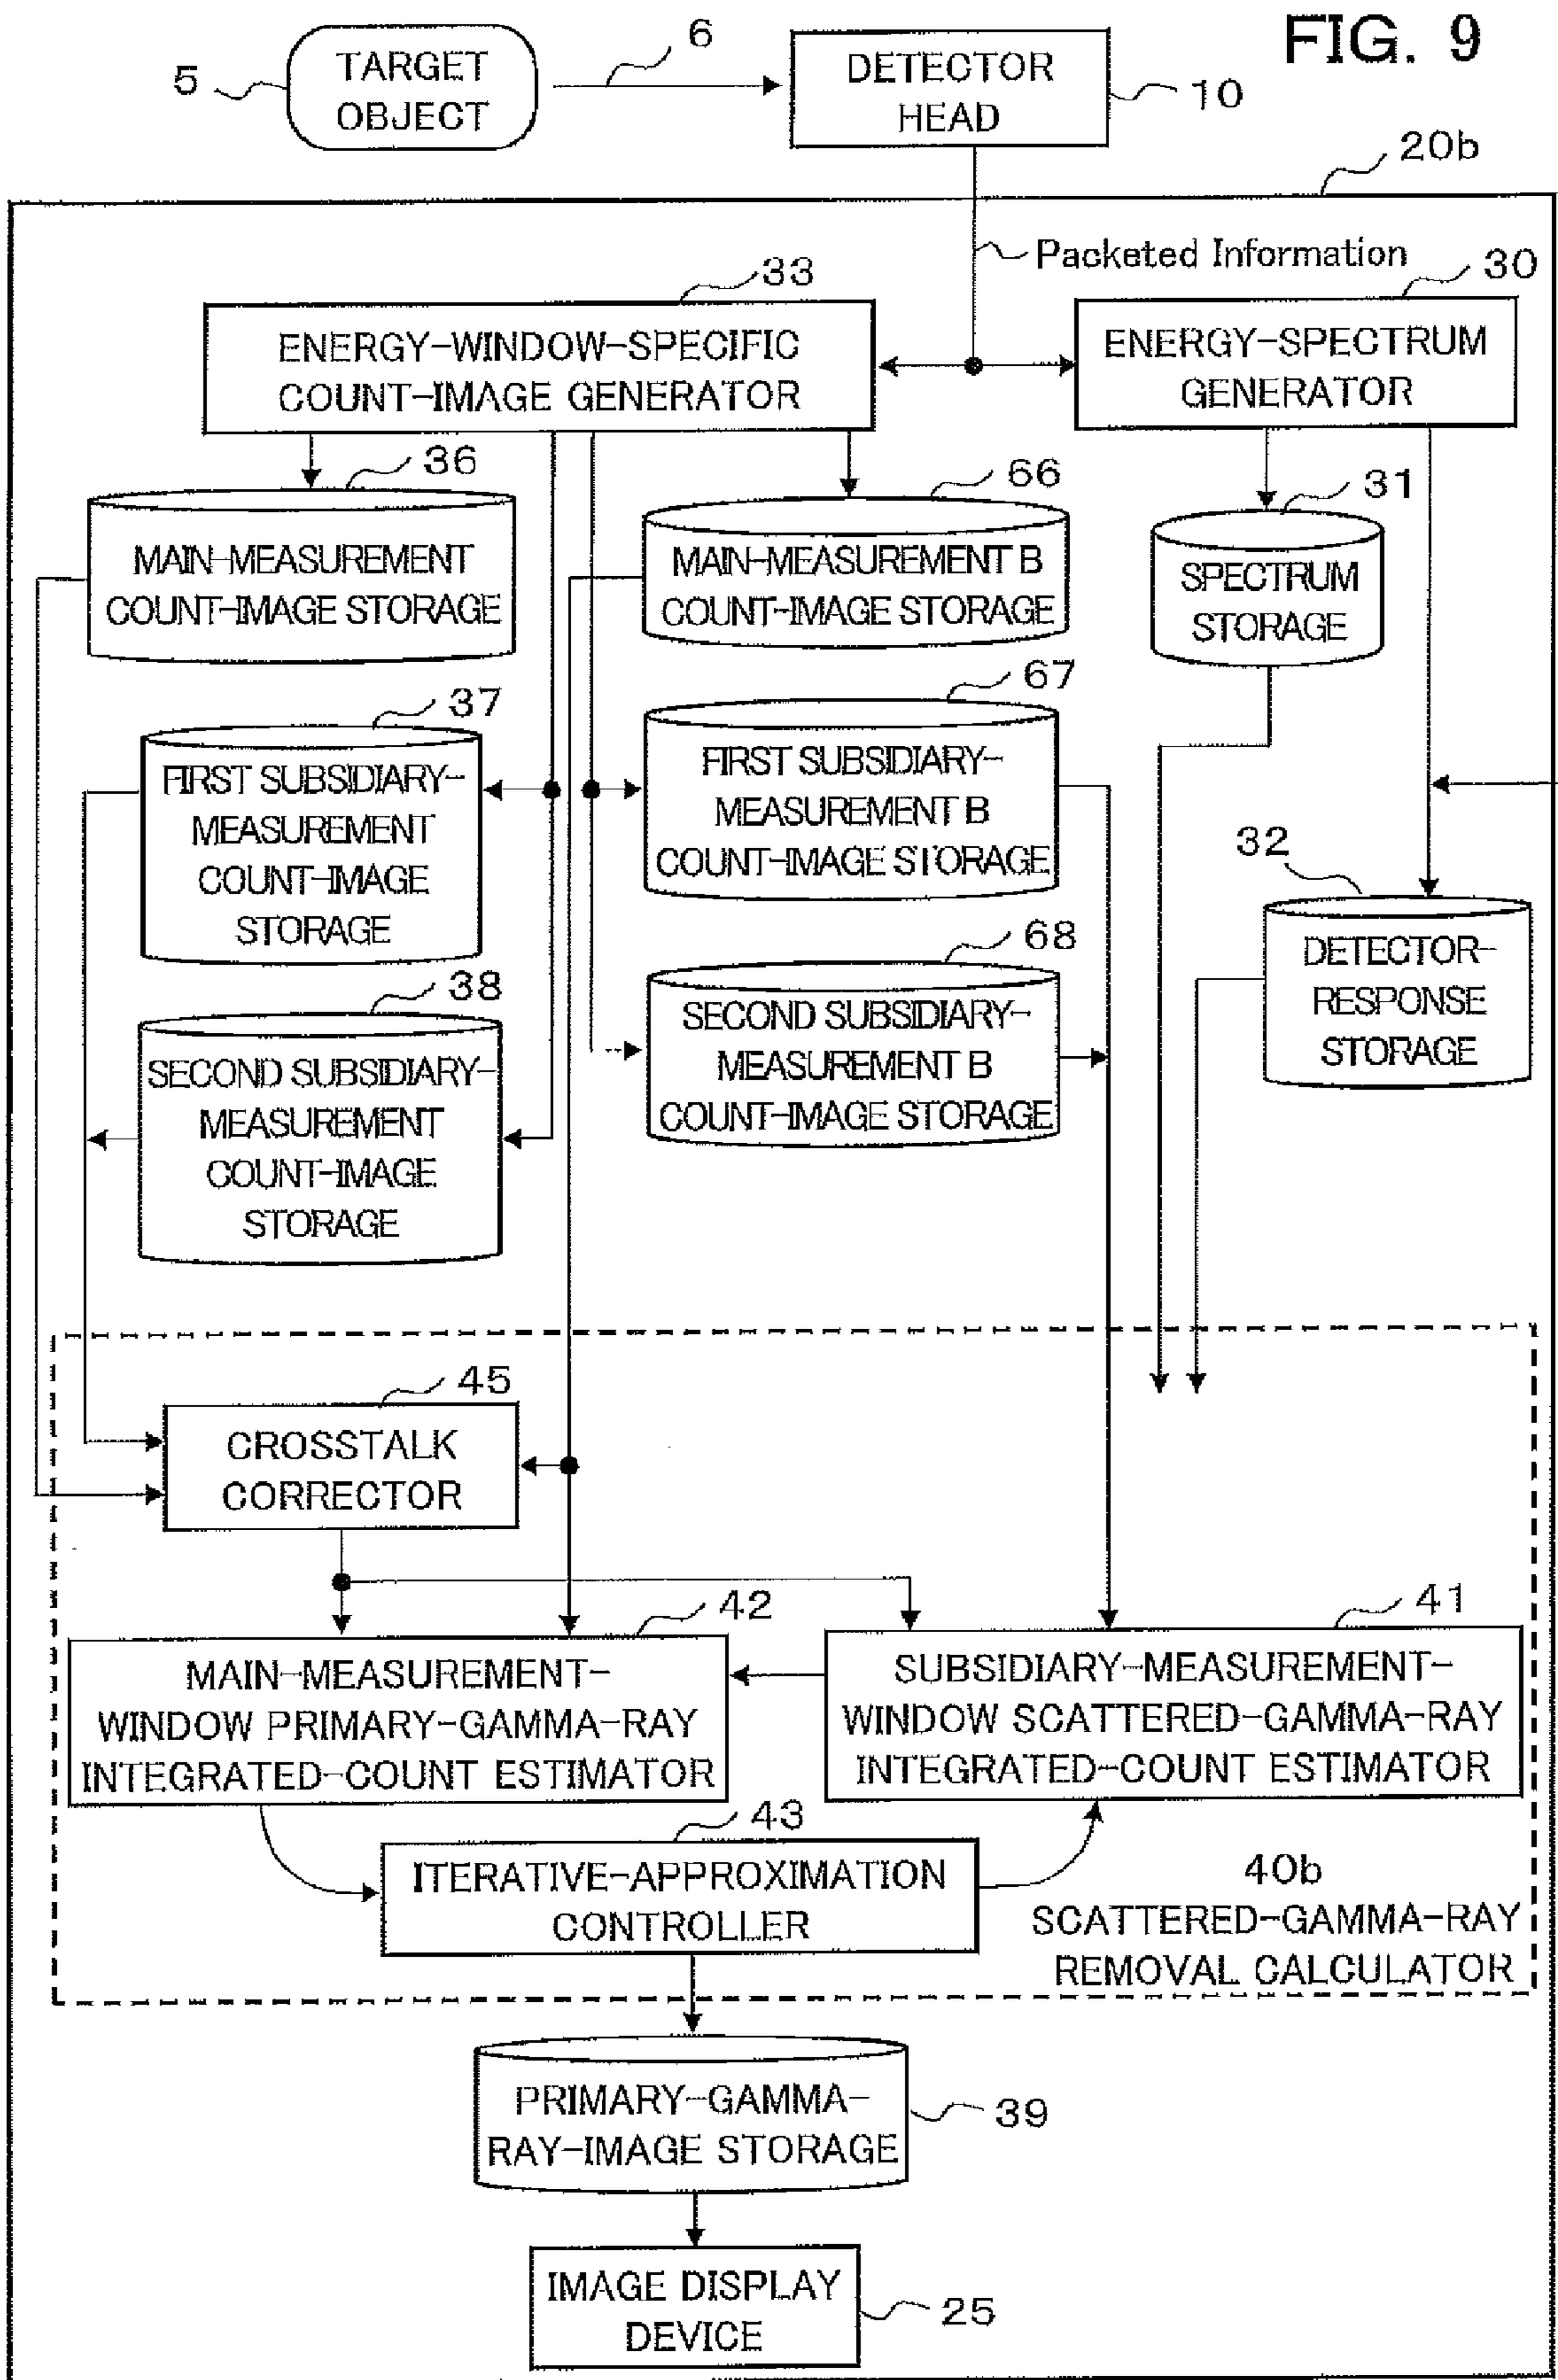 FIG. 9
5
TARGET
OBJECT
6
DETECTOR
HEAD
10
20b
Packeted Information
33
ENERGY-WINDOW-SPECIFIC
COUNT-IMAGE GENERATOR
30
ENERGY-SPECTRUM
GENERATOR
36
MAIN-MEASUREMENT
COUNT-IMAGE STORAGE
66
MAIN-MEASUREMENT B
COUNT-IMAGE STORAGE
31
SPECTRUM
STORAGE
37
FIRST SUBSIDIARY-
MEASUREMENT
COUNT-IMAGE
STORAGE
67
FIRST SUBSIDIARY-
MEASUREMENT B
COUNT-IMAGE STORAGE
32
DETECTOR-
RESPONSE
STORAGE
38
SECOND SUBSIDIARY-
MEASUREMENT
COUNT-IMAGE
STORAGE
68
SECOND SUBSIDIARY-
MEASUREMENT B
COUNT-IMAGE STORAGE
45
CROSSTALK
CORRECTOR
42
MAIN-MEASUREMENT-
WINDOW PRIMARY-GAMMA-RAY
INTEGRATED-COUNT ESTIMATOR
41
SUBSIDIARY-MEASUREMENT-
WINDOW SCATTERED-GAMMA-RAY
INTEGRATED-COUNT ESTIMATOR
43
ITERATIVE-APPROXIMATION
CONTROLLER
40b
SCATTERED-GAMMA-RAY
REMOVAL CALCULATOR
PRIMARY-GAMMA-
RAY-IMAGE STORAGE
39
IMAGE DISPLAY
DEVICE
25